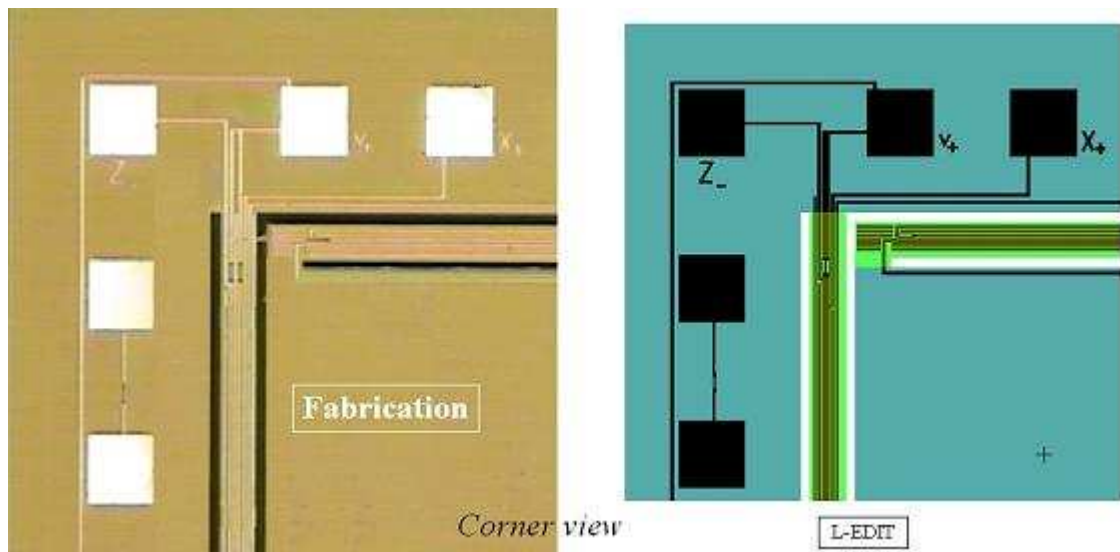 Z
Y+
X+
Fabrication
Z-
Y+
X+
Corner view
L-EDIT